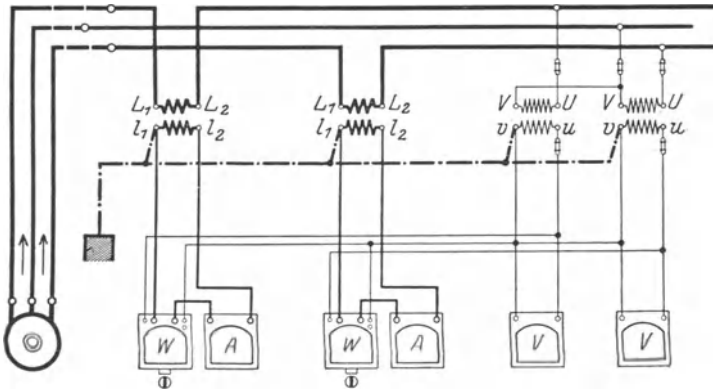 L₁ L₂ L₁ L₂ V U V U
l₁ l₂ l₁ l₂ v u v u
W A W A V V